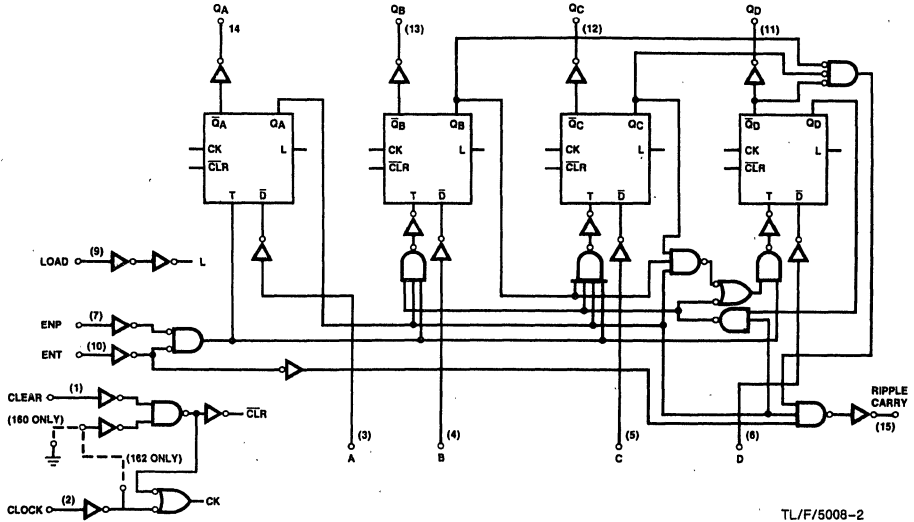 QA QB QC QD
14 (13) (12) (11)
Q̅A QA Q̅B QB Q̅C QC Q̅D QD
CK CK L CK L CK L
L
C̅L̅R̅ C̅L̅R̅ C̅L̅R̅ C̅L̅R̅
T D̅ T D̅ T D̅ T D̅
LOAD (9) L
ENP (7)
ENT (10)
CLEAR (1) C̅L̅R̅
(160 ONLY)
(162 ONLY)
CLOCK (2) CK
(3) (4) (5) (6)
A B C D
RIPPLE
CARRY
(15)
TL/F/5008-2